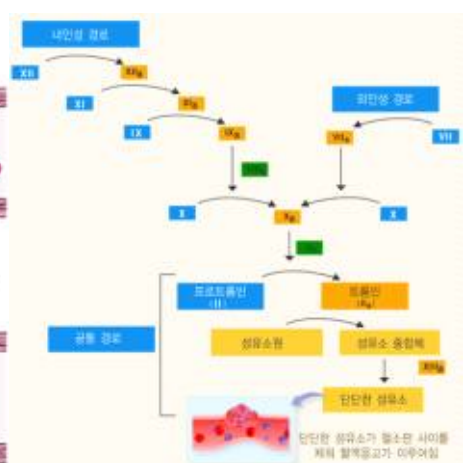 내인성 경로
XII
XIIa
XI
XIa
외인성 경로
IX
IXa
VIIa
VII
X
Xa
X
프로트롬빈
(II)
트롬빈
(IIa)
공통 경로
섬유소원
섬유소 중합체
XIIIa
단단한 섬유소
단단한 섬유소가 혈소판 사이를
채워 혈액응고가 이루어짐